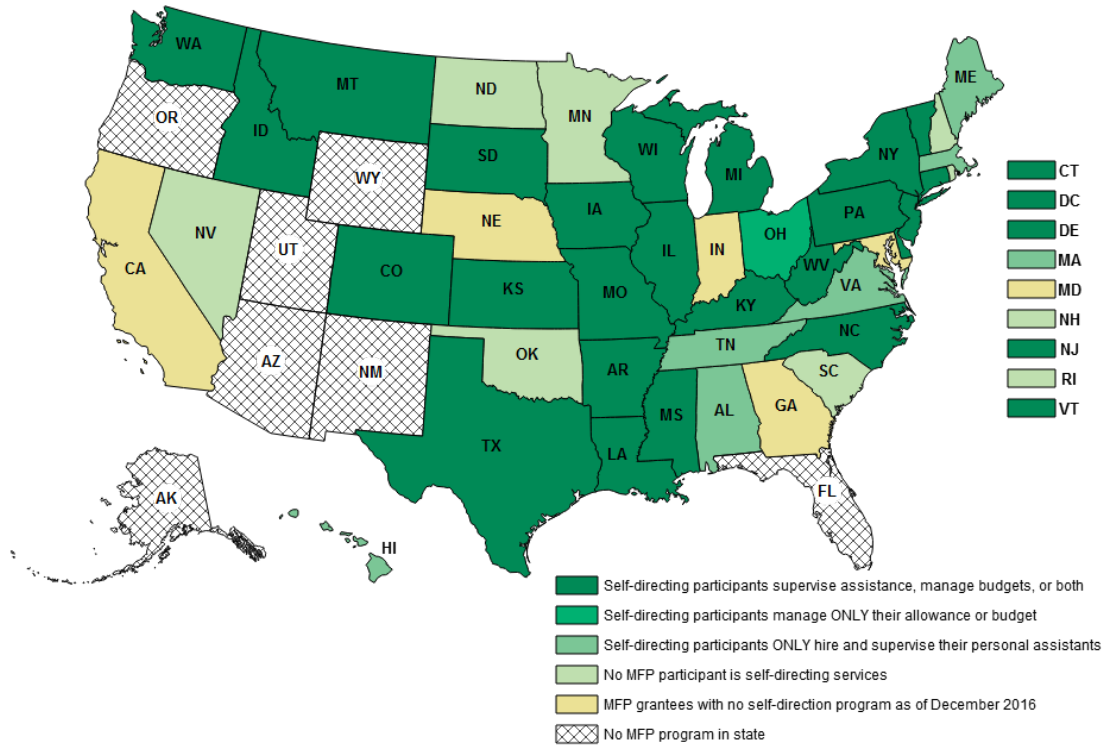 WA
MT
ND
MN
ME
OR
ID
SD
WI
MI
NY
WY
CT
DC
DE
MA
MD
NH
NJ
RI
VT
IA
PA
NE
NV
UT
IL
IN
OH
CA
CO
KS
MO
WV
VA
KY
NC
TN
AZ
NM
OK
AR
SC
MS
AL
GA
TX
LA
FL
AK
HI
Self-directing participants supervise assistance, manage budgets, or both
Self-directing participants manage ONLY their allowance or budget
Self-directing participants ONLY hire and supervise their personal assistants
No MFP participant is self-directing services
MFP grantees with no self-direction program as of December 2016
No MFP program in state